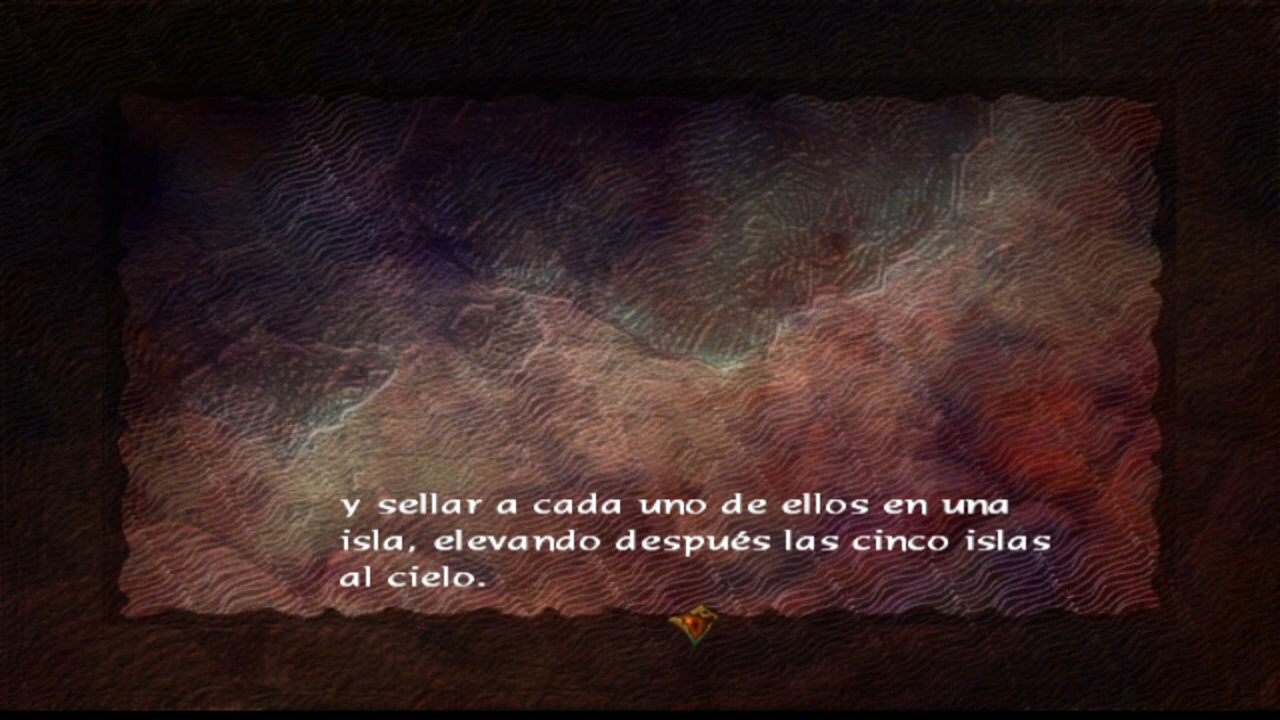 y sellar a cada uno de ellos en una
isla, elevando después las cinco islas
al cielo.